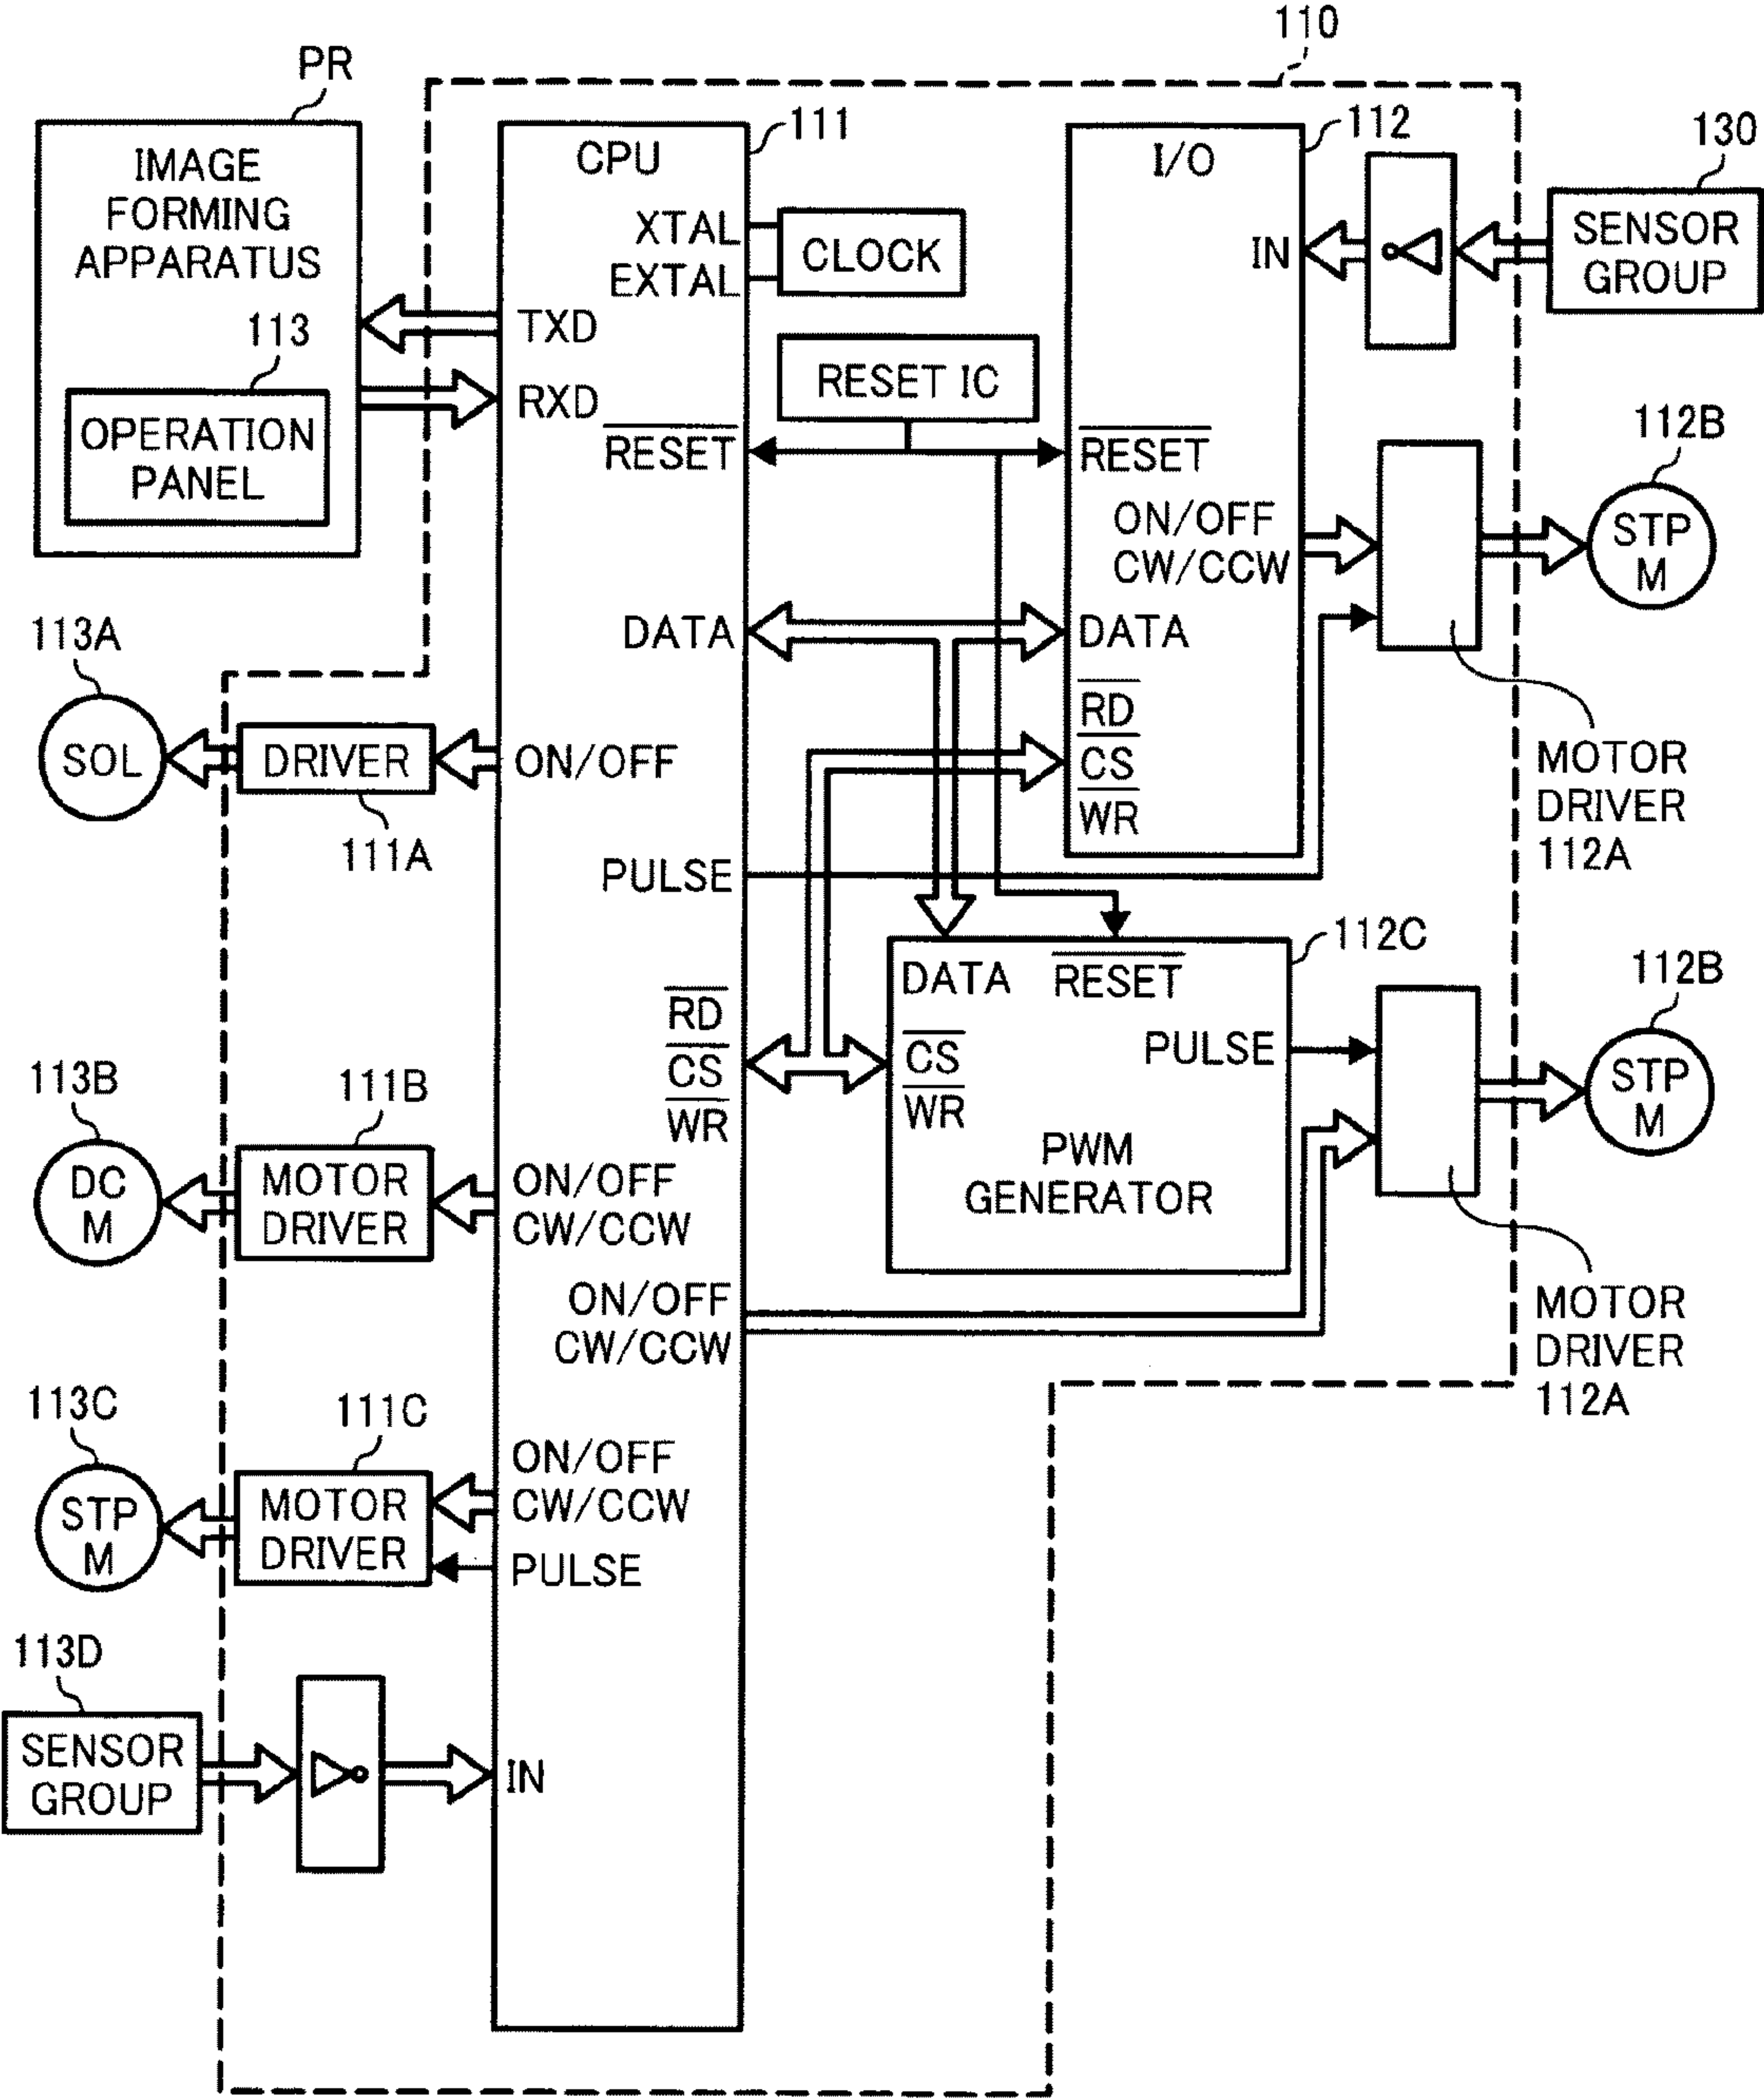 110
PR
IMAGE
FORMING
APPARATUS
113
OPERATION
PANEL
111
CPU
XTAL
EXTAL
CLOCK
TXD
RXD
RESET IC
RESET
112
I/O
IN
130
SENSOR
GROUP
RESET
ON/OFF
CW/CCW
112B
STP
M
DATA
DATA
RD
CS
WR
MOTOR
DRIVER
112A
113A
SOL
DRIVER
111A
ON/OFF
PULSE
112C
DATA
RESET
CS
WR
PULSE
PWM
GENERATOR
112B
STP
M
MOTOR
DRIVER
112A
RD
CS
WR
113B
DC
M
111B
MOTOR
DRIVER
ON/OFF
CW/CCW
ON/OFF
CW/CCW
113C
STP
M
111C
MOTOR
DRIVER
ON/OFF
CW/CCW
PULSE
113D
SENSOR
GROUP
IN